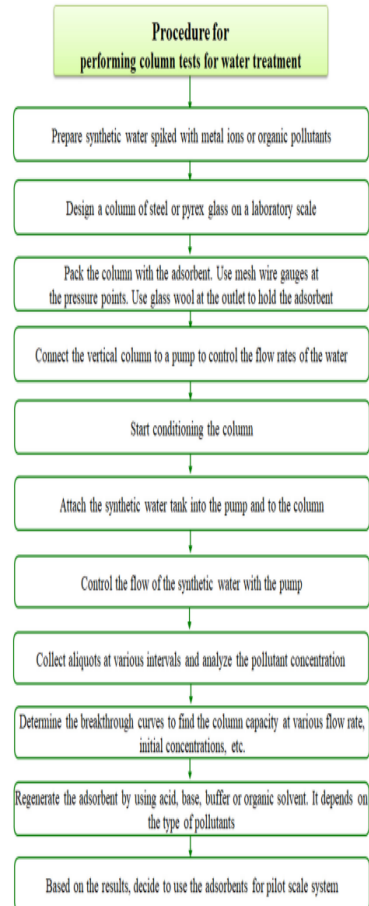 Procedure for
performing column tests for water treatment
Prepare synthetic water spiked with metal ions or organic pollutants
Design a column of steel or pyrex glass on a laboratory scale
Pack the column with the adsorbent. Use mesh wire gauges at
the pressure points. Use glass wool at the outlet to hold the adsorbent
Connect the vertical column to a pump to control the flow rates of the water
Start conditioning the column
Attach the synthetic water tank into the pump and to the column
Control the flow of the synthetic water with the pump
Collect aliquots at various intervals and analyze the pollutant concentration
Determine the breakthrough curves to find the column capacity at various flow rate,
initial concentrations, etc.
Regenerate the adsorbent by using acid, base, buffer or organic solvent. It depends on
the type of pollutants
Based on the results, decide to use the adsorbents for pilot scale system